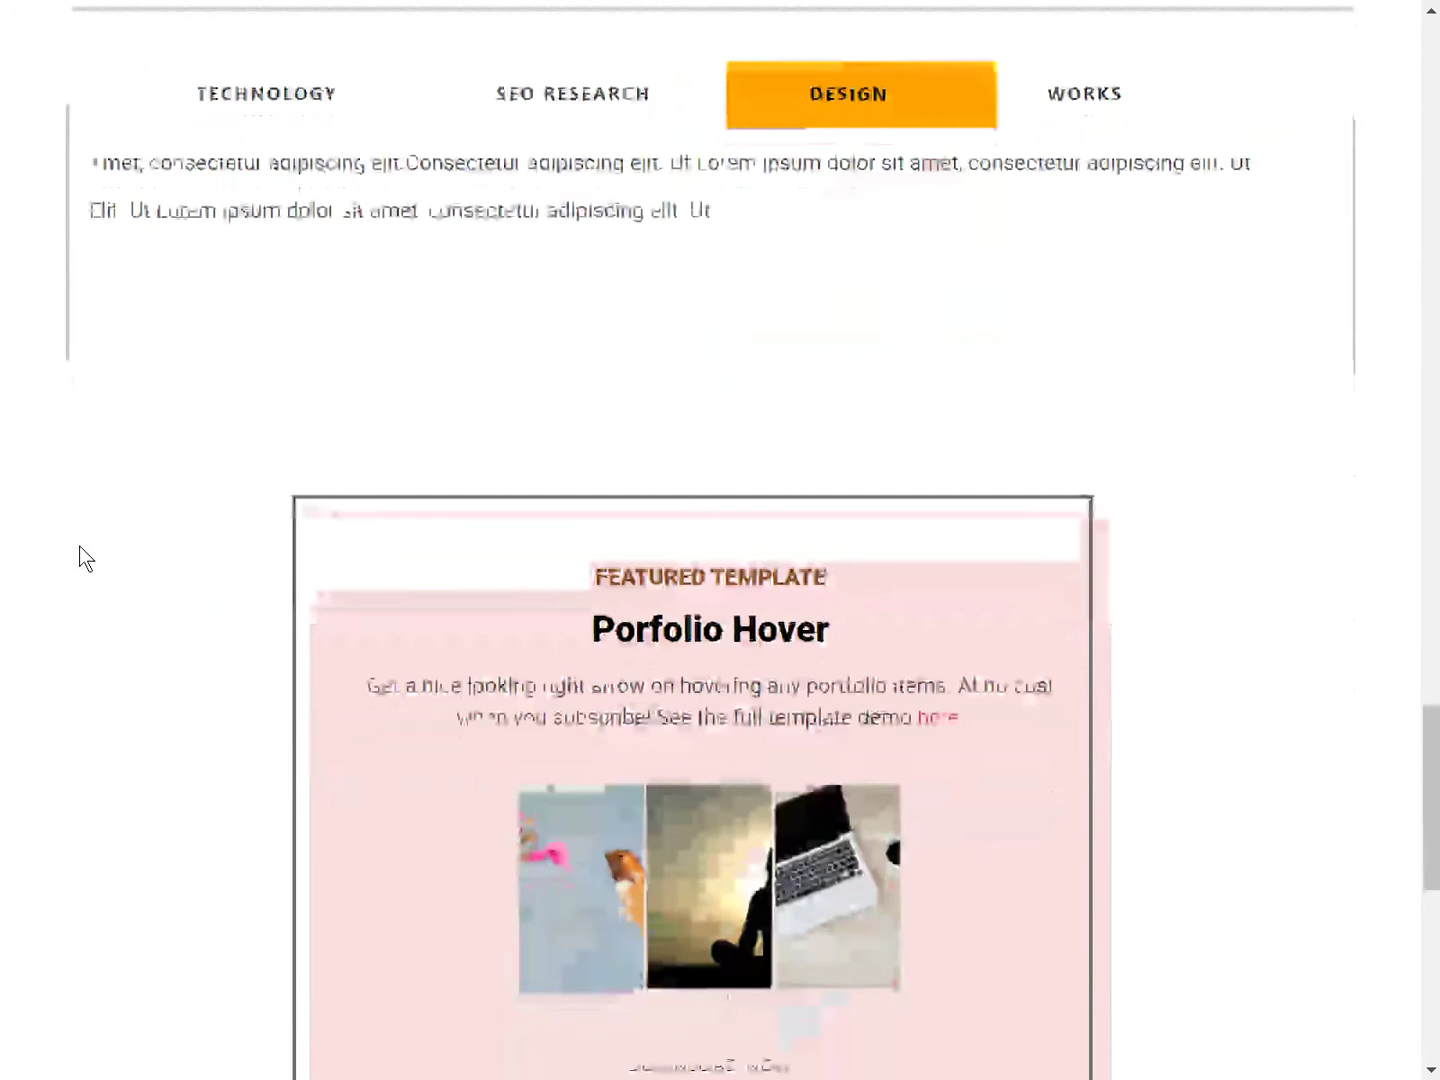 TECHNOLOGY SEO RESEARCH DESIGN WORKS
met, consectetur adipiscing elit.Consectetur adipiscing elit. Ut Lorem ipsum dolor sit amet, consectetur adipiscing elit. Ut
Elit Ut Lorem ipsum dolor sit amet consectetur adipiscing elit Ut
FEATURED TEMPLATE
Porfolio Hover
Get a nice looking right arrow on hovering any portfolio items. At no cost
when you subscribe! See the full template demo here